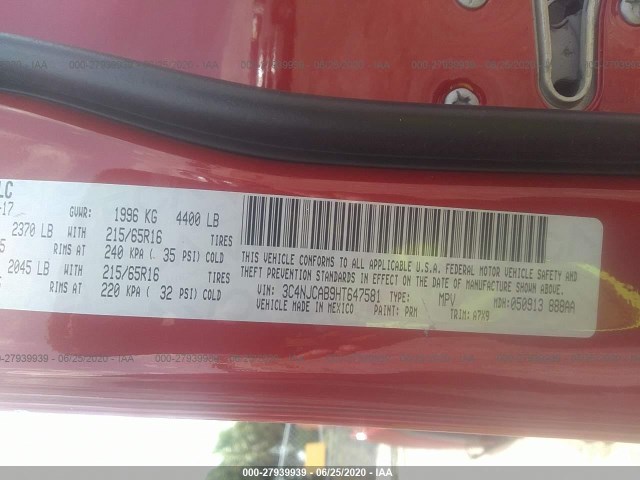 000-27939939 / 06/25/2020 - IAA
LC
-17
GVWR: 1996 KG 4400 LB
2370 LB WITH 215/65R16 TIRES
RIMS AT 240 KPA ( 35 PSI) COLD
2045 LB WITH 215/65R16 TIRES
RIMS AT 220 KPA ( 32 PSI) COLD
THIS VEHICLE CONFORMS TO ALL APPLICABLE U.S.A. FEDERAL MOTOR VEHICLE SAFETY AND
THEFT PREVENTION STANDARDS IN EFFECT ON THE DATE OF MANUFACTURE SHOWN ABOVE.
VIN: 3C4NJCAB9HT647581 TYPE: MPV MDH: 050913 888AA
VEHICLE MADE IN MEXICO PAINT: PRM TRIM: A7X9
000-27939939 / 06/25/2020 - IAA
000-27939939 / 06/25/2020 - IAA